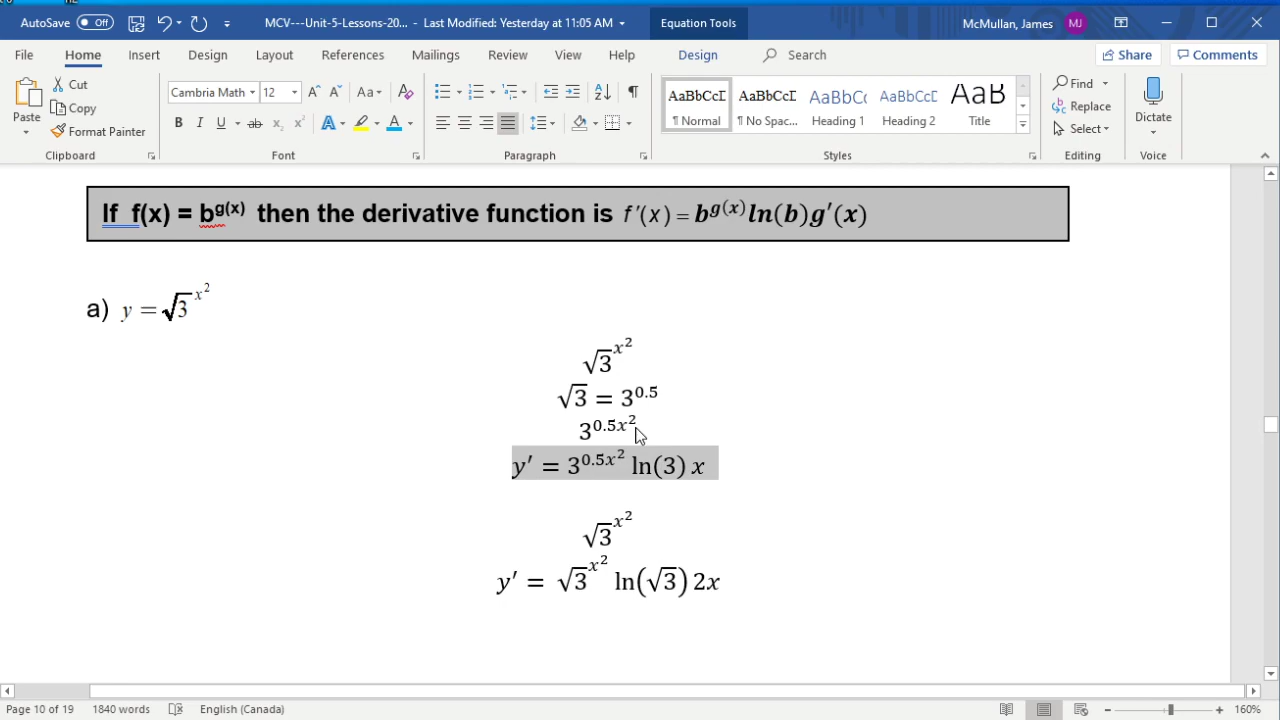 AutoSave Off MCV---Unit-5-Lessons-20... - Last Modified: Yesterday at 11:05 AM Equation Tools McMullan, James MJ
File Home Insert Design Layout References Mailings Review View Help Design Search Share Comments
Paste Cut Copy Format Painter
Cambria Math 12 Aa
B I U ab x₂ x² A A
AaBbCcI AaBbCcI AaBbCc AaBbCcD AaB
¶ Normal ¶ No Spac... Heading 1 Heading 2 Title
Find Replace Select Dictate
Clipboard Font Paragraph Styles Editing Voice
If f(x) = b^g(x) then the derivative function is f′(x) = b^g(x) ln(b)g′(x)
a) y = √3^x²
√3^x²
√3 = 3^0.5
3^0.5x²
y′ = 3^0.5x² ln(3) x
√3^x²
y′ = √3^x² ln(√3) 2x
Page 10 of 19 1840 words English (Canada) 160%